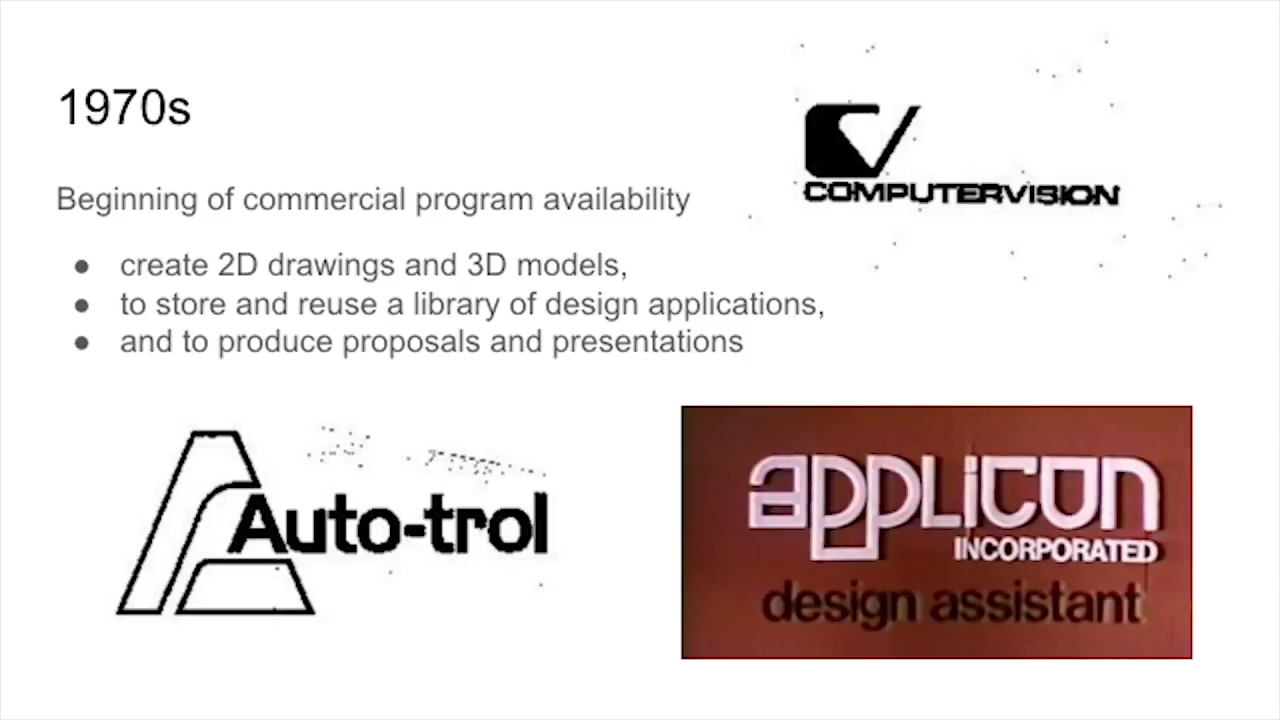 1970s
COMPUTERVISION
Beginning of commercial program availability
● create 2D drawings and 3D models,
● to store and reuse a library of design applications,
● and to produce proposals and presentations
Auto-trol
applicon
INCORPORATED
design assistant